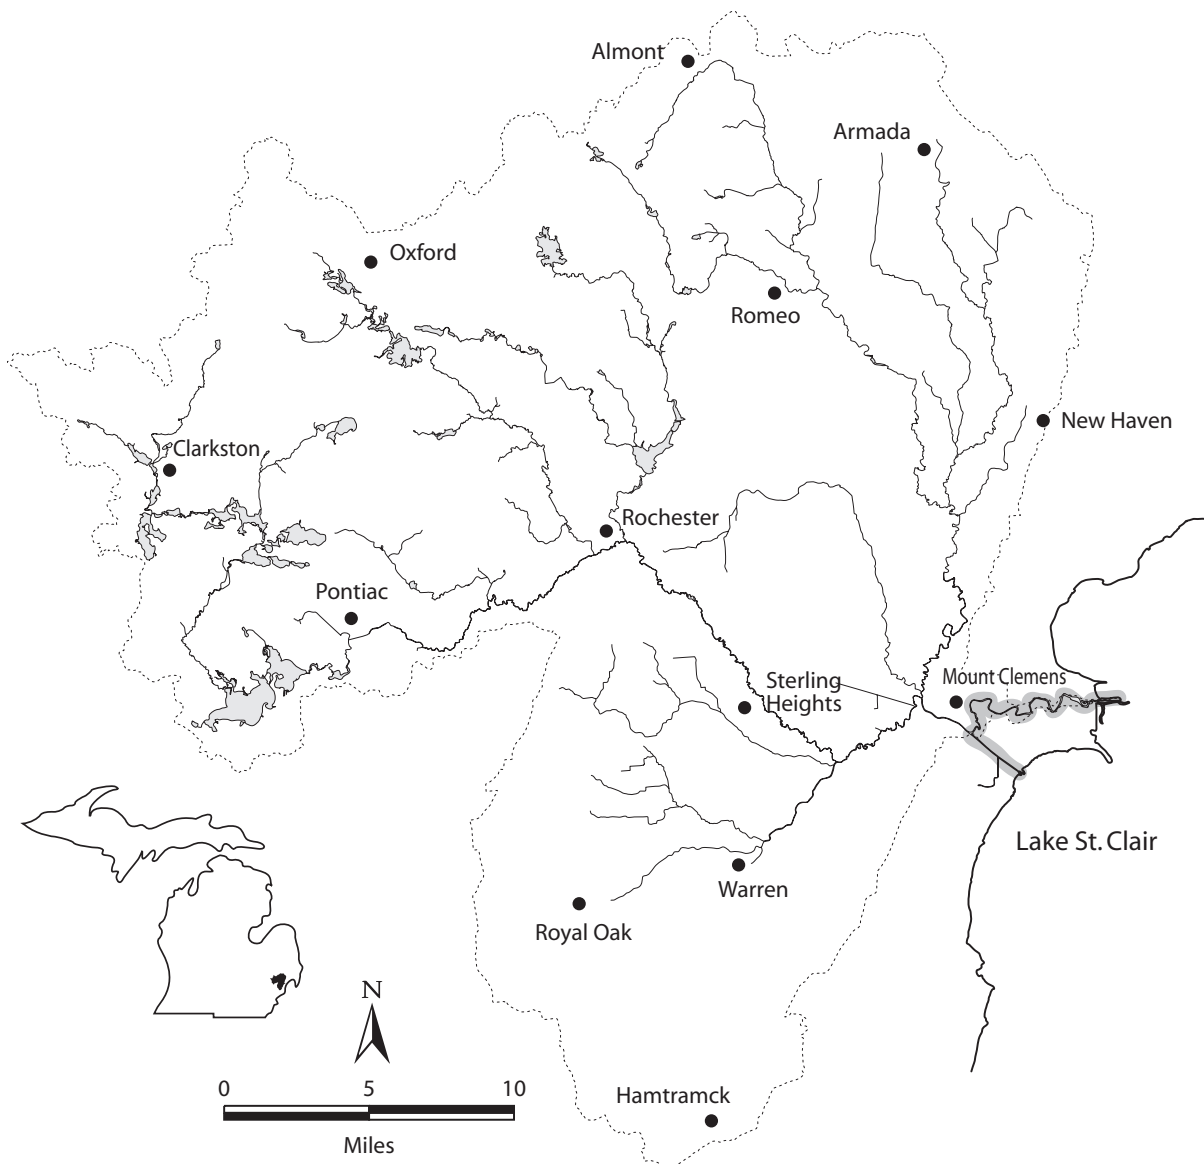 Almont
Armada
Oxford
Romeo
New Haven
Clarkston
Rochester
Pontiac
Mount Clemens
Sterling
Heights
Lake St. Clair
Warren
Royal Oak
N
0 5 10
Miles
Hamtramck